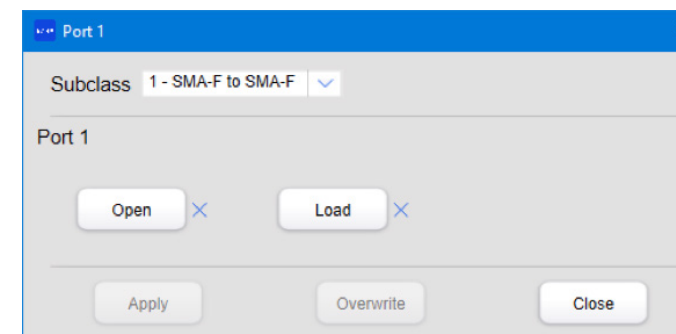 Port 1
Subclass 1 - SMA-F to SMA-F
Port 1
Open Load
Apply Overwrite Close